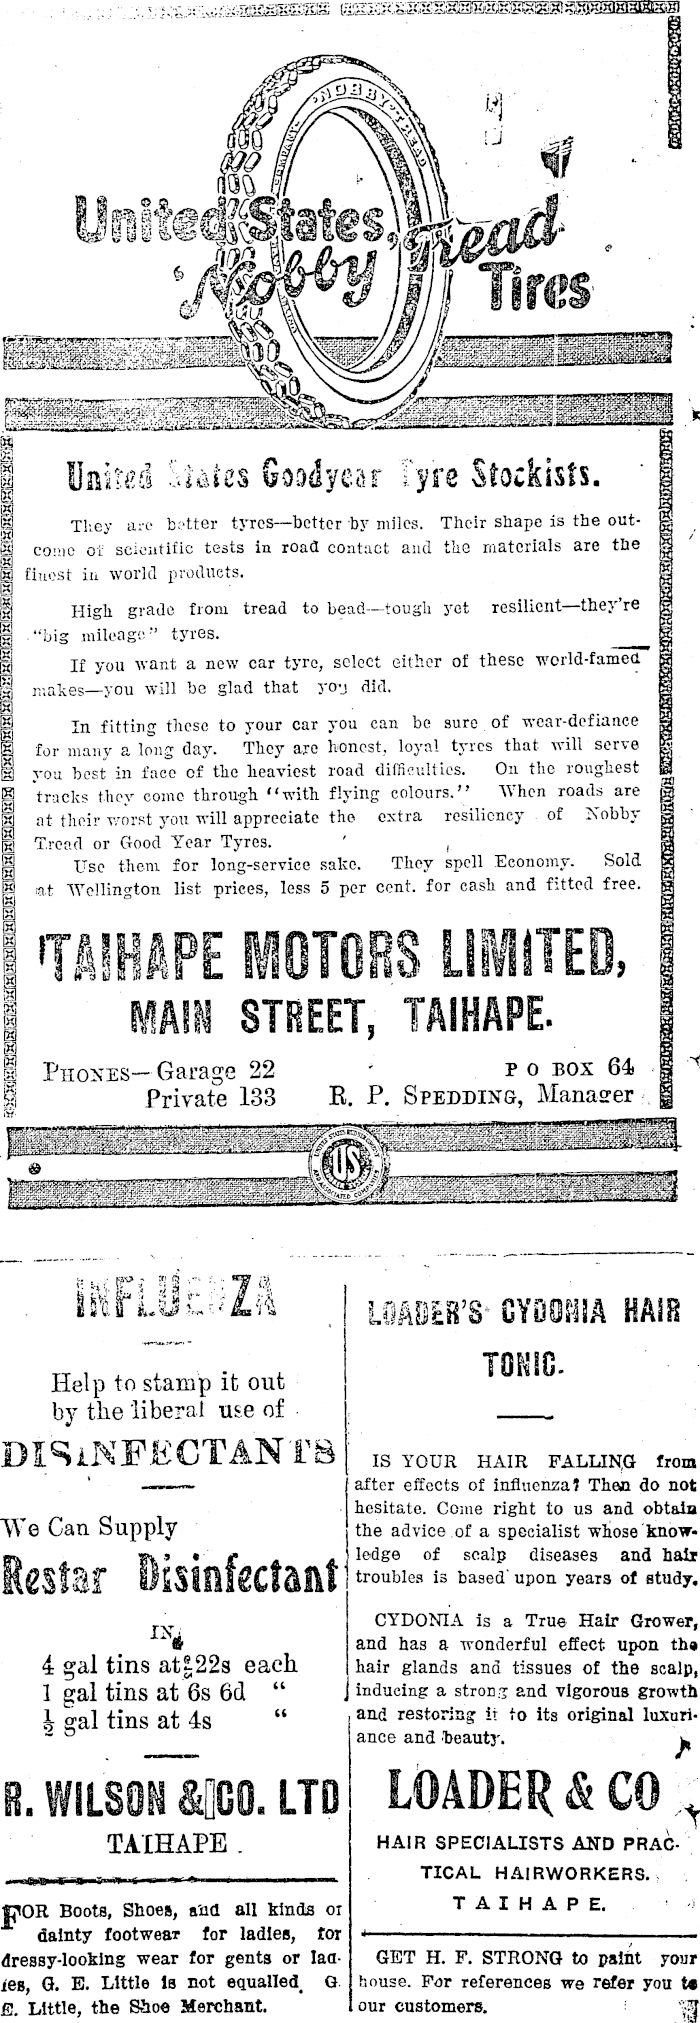 NOBBY TREAD
COMPANY
United States,
Nobby Tread
Tires
United States Goodyear Tyre Stockists.
They are better tyres—better by miles. Their shape is the out-
come of scientific tests in road contact and the materials are the
finest in world products.
High grade from tread to bead—tough yet resilient—they're
"big mileage" tyres.
If you want a new car tyre, select either of these world-famed
makes—you will be glad that you did.
In fitting these to your car you can be sure of wear-defiance
for many a long day. They are honest, loyal tyres that will serve
you best in face of the heaviest road difficulties. On the roughest
tracks they come through "with flying colours." When roads are
at their worst you will appreciate the extra resiliency of Nobby
Tread or Good Year Tyres.
Use them for long-service sake. They spell Economy. Sold
at Wellington list prices, less 5 per cent. for cash and fitted free.
TAIHAPE MOTORS LIMITED,
MAIN STREET, TAIHAPE.
PHONES—Garage 22 P O BOX 64
Private 133 R. P. SPEDDING, Manager
US
INFLUENZA
Help to stamp it out
by the liberal use of
DISINFECTANTS
We Can Supply
Restar Disinfectant
IN
4 gal tins at 22s each
1 gal tins at 6s 6d "
½ gal tins at 4s "
R. WILSON & CO. LTD
TAIHAPE.
FOR Boots, Shoes, and all kinds of
dainty footwear for ladies, for
dressy-looking wear for gents or lad-
ies, G. E. Little is not equalled. G.
E. Little, the Shoe Merchant.
LOADER'S CYDONIA HAIR
TONIC.
IS YOUR HAIR FALLING from
after effects of influenza? Then do not
hesitate. Come right to us and obtain
the advice of a specialist whose know-
ledge of scalp diseases and hair
troubles is based upon years of study.
CYDONIA is a True Hair Grower,
and has a wonderful effect upon the
hair glands and tissues of the scalp,
inducing a strong and vigorous growth
and restoring it to its original luxuri-
ance and beauty.
LOADER & CO
HAIR SPECIALISTS AND PRAC-
TICAL HAIRWORKERS.
TAIHAPE.
GET H. F. STRONG to paint your
house. For references we refer you to
our customers.